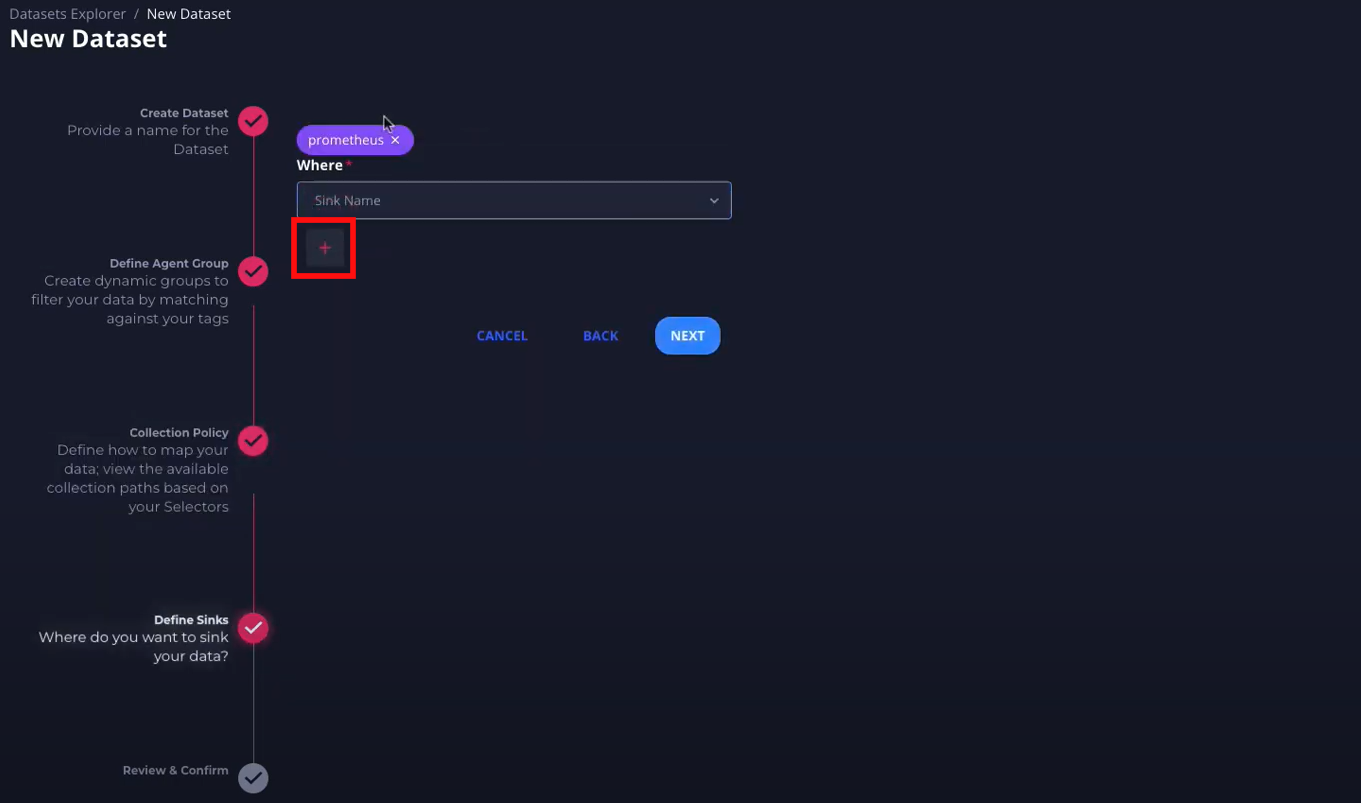 Datasets Explorer / New Dataset
New Dataset
Create Dataset
Provide a name for the
Dataset
Define Agent Group
Create dynamic groups to
filter your data by matching
against your tags
Collection Policy
Define how to map your
data; view the available
collection paths based on
your Selectors
Define Sinks
Where do you want to sink
your data?
Review & Confirm
prometheus ×
Where *
Sink Name
+
CANCEL BACK NEXT